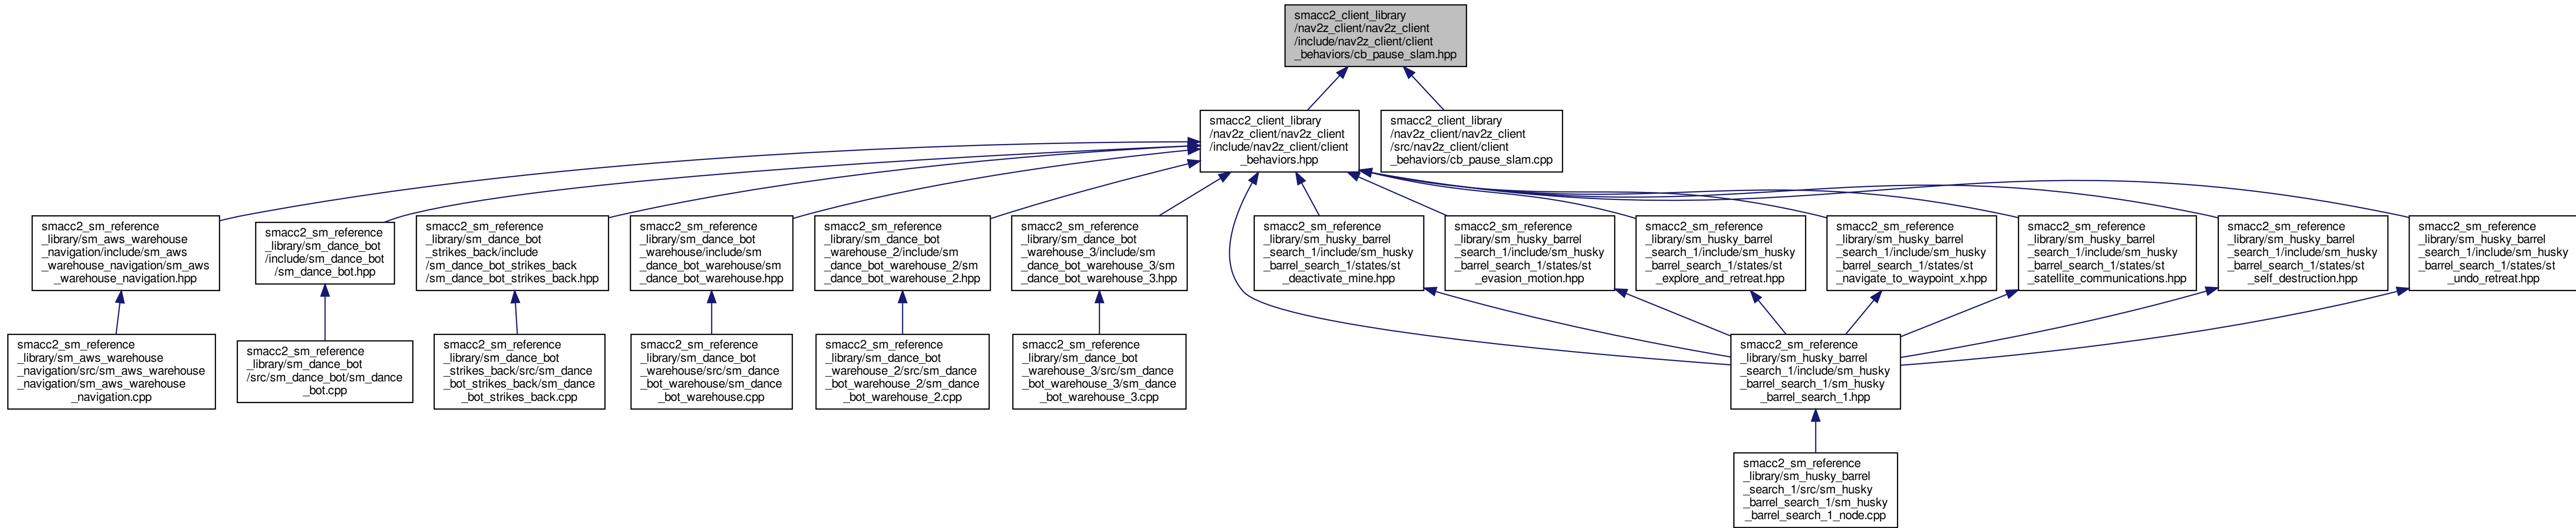 smacc2_client_library
/nav2z_client/nav2z_client
/include/nav2z_client/client
_behaviors/cb_pause_slam.hpp
smacc2_client_library
/nav2z_client/nav2z_client
/include/nav2z_client/client
_behaviors.hpp
smacc2_client_library
/nav2z_client/nav2z_client
/src/nav2z_client/client
_behaviors/cb_pause_slam.cpp
smacc2_sm_reference
_library/sm_aws_warehouse
_navigation/include/sm_aws
_warehouse_navigation/sm_aws
_warehouse_navigation.hpp
smacc2_sm_reference
_library/sm_dance_bot
/include/sm_dance_bot
/sm_dance_bot.hpp
smacc2_sm_reference
_library/sm_dance_bot
_strikes_back/include
/sm_dance_bot_strikes_back
/sm_dance_bot_strikes_back.hpp
smacc2_sm_reference
_library/sm_dance_bot
_warehouse/include/sm
_dance_bot_warehouse/sm
_dance_bot_warehouse.hpp
smacc2_sm_reference
_library/sm_dance_bot
_warehouse_2/include/sm
_dance_bot_warehouse_2/sm
_dance_bot_warehouse_2.hpp
smacc2_sm_reference
_library/sm_dance_bot
_warehouse_3/include/sm
_dance_bot_warehouse_3/sm
_dance_bot_warehouse_3.hpp
smacc2_sm_reference
_library/sm_husky_barrel
_search_1/include/sm_husky
_barrel_search_1/states/st
_deactivate_mine.hpp
smacc2_sm_reference
_library/sm_husky_barrel
_search_1/include/sm_husky
_barrel_search_1/states/st
_evasion_motion.hpp
smacc2_sm_reference
_library/sm_husky_barrel
_search_1/include/sm_husky
_barrel_search_1/states/st
_explore_and_retreat.hpp
smacc2_sm_reference
_library/sm_husky_barrel
_search_1/include/sm_husky
_barrel_search_1/states/st
_navigate_to_waypoint_x.hpp
smacc2_sm_reference
_library/sm_husky_barrel
_search_1/include/sm_husky
_barrel_search_1/states/st
_satellite_communications.hpp
smacc2_sm_reference
_library/sm_husky_barrel
_search_1/include/sm_husky
_barrel_search_1/states/st
_self_destruction.hpp
smacc2_sm_reference
_library/sm_husky_barrel
_search_1/include/sm_husky
_barrel_search_1/states/st
_undo_retreat.hpp
smacc2_sm_reference
_library/sm_aws_warehouse
_navigation/src/sm_aws_warehouse
_navigation/sm_aws_warehouse
_navigation.cpp
smacc2_sm_reference
_library/sm_dance_bot
/src/sm_dance_bot/sm_dance
_bot.cpp
smacc2_sm_reference
_library/sm_dance_bot
_strikes_back/src/sm_dance
_bot_strikes_back/sm_dance
_bot_strikes_back.cpp
smacc2_sm_reference
_library/sm_dance_bot
_warehouse/src/sm_dance
_bot_warehouse/sm_dance
_bot_warehouse.cpp
smacc2_sm_reference
_library/sm_dance_bot
_warehouse_2/src/sm_dance
_bot_warehouse_2/sm_dance
_bot_warehouse_2.cpp
smacc2_sm_reference
_library/sm_dance_bot
_warehouse_3/src/sm_dance
_bot_warehouse_3/sm_dance
_bot_warehouse_3.cpp
smacc2_sm_reference
_library/sm_husky_barrel
_search_1/include/sm_husky
_barrel_search_1/sm_husky
_barrel_search_1.hpp
smacc2_sm_reference
_library/sm_husky_barrel
_search_1/src/sm_husky
_barrel_search_1/sm_husky
_barrel_search_1_node.cpp